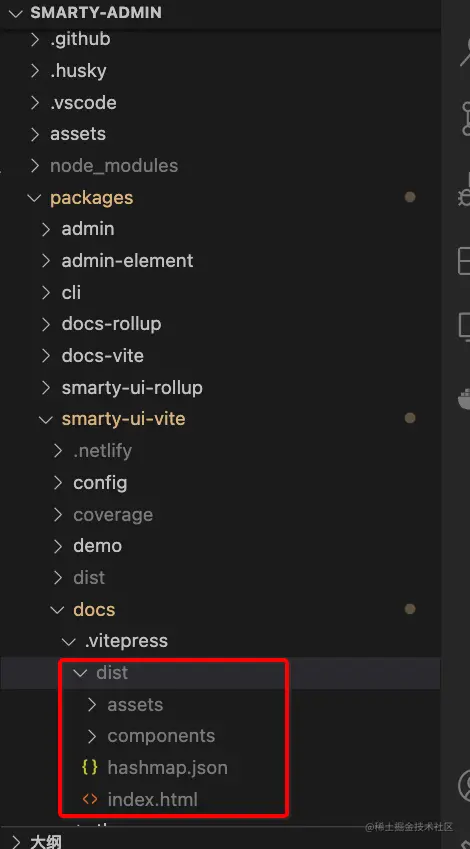 SMARTY-ADMIN
.github
.husky
.vscode
assets
node_modules
packages
admin
admin-element
cli
docs-rollup
docs-vite
smarty-ui-rollup
smarty-ui-vite
.netlify
config
coverage
demo
dist
docs
.vitepress
dist
assets
components
{} hashmap.json
<> index.html
@稀土掘金技术社区
大纲